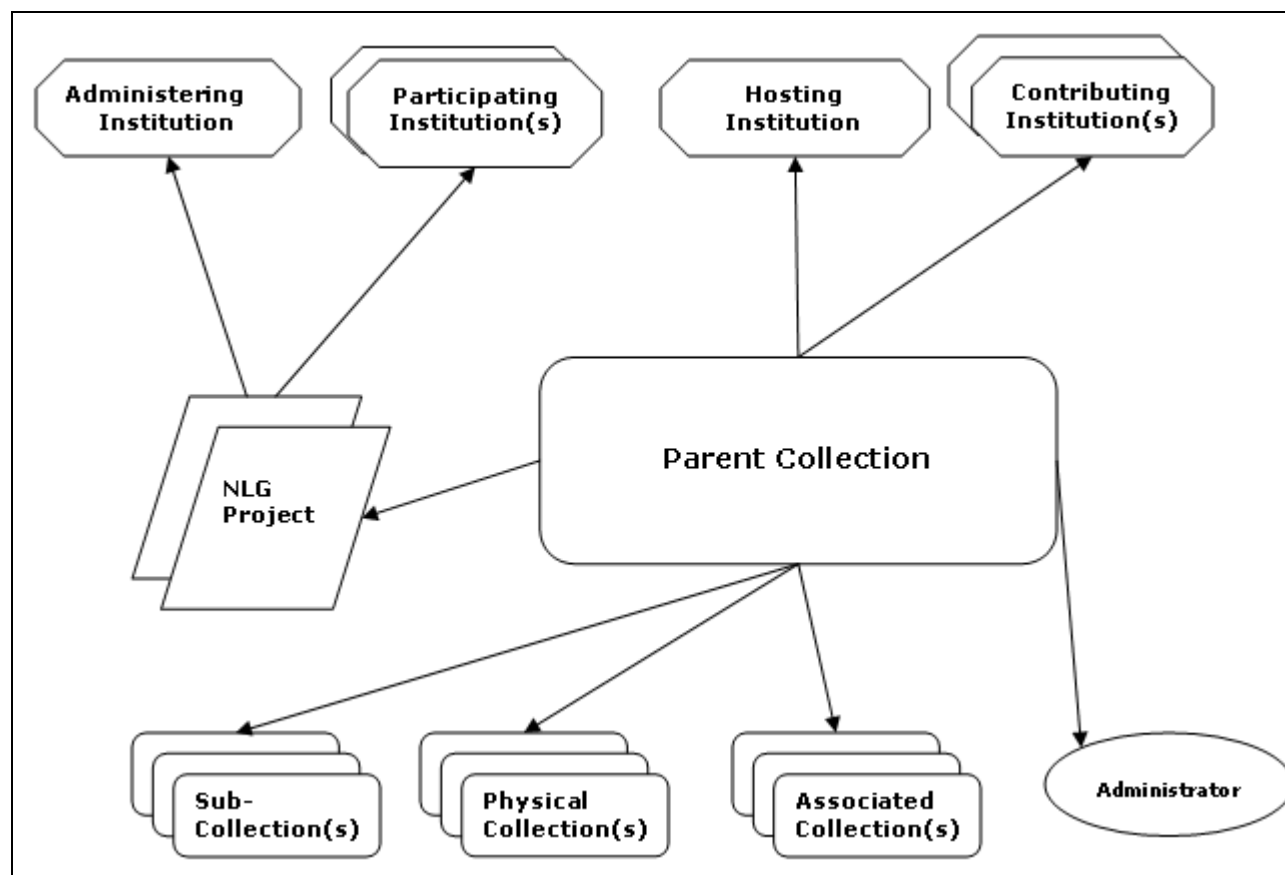 Administering
Institution
Participating
Institution(s)
Hosting
Institution
Contributing
Institution(s)
Parent Collection
NLG
Project
Sub-
Collection(s)
Physical
Collection(s)
Associated
Collection(s)
Administrator